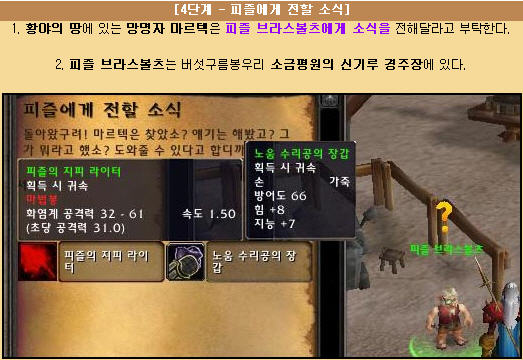 [4단계 - 피즐에게 전할 소식]
1. 황야의 땅에 있는 망명자 마르텍은 피즐 브라스볼츠에게 소식을 전해달라고 부탁한다.
2. 피즐 브라스볼츠는 버섯구름봉우리 소금평원의 신기루 경주장에 있다.
피즐에게 전할 소식
돌아왔구려! 마르텍은 찾았소? 얘기는 해봤고? 그
가 뭐라고 했소? 도와줄 수 있다고 합디까
피즐의 지피 라이터
획득 시 귀속
마법봉
화염계 공격력 32 - 61 속도 1.50
(초당 공격력 31.0)
노움 수리공의 장갑
획득 시 귀속
손 가죽
방어도 66
힘 +8
지능 +7
피즐의 지피 라이
터
노움 수리공의 장
갑
피즐 브라스볼츠